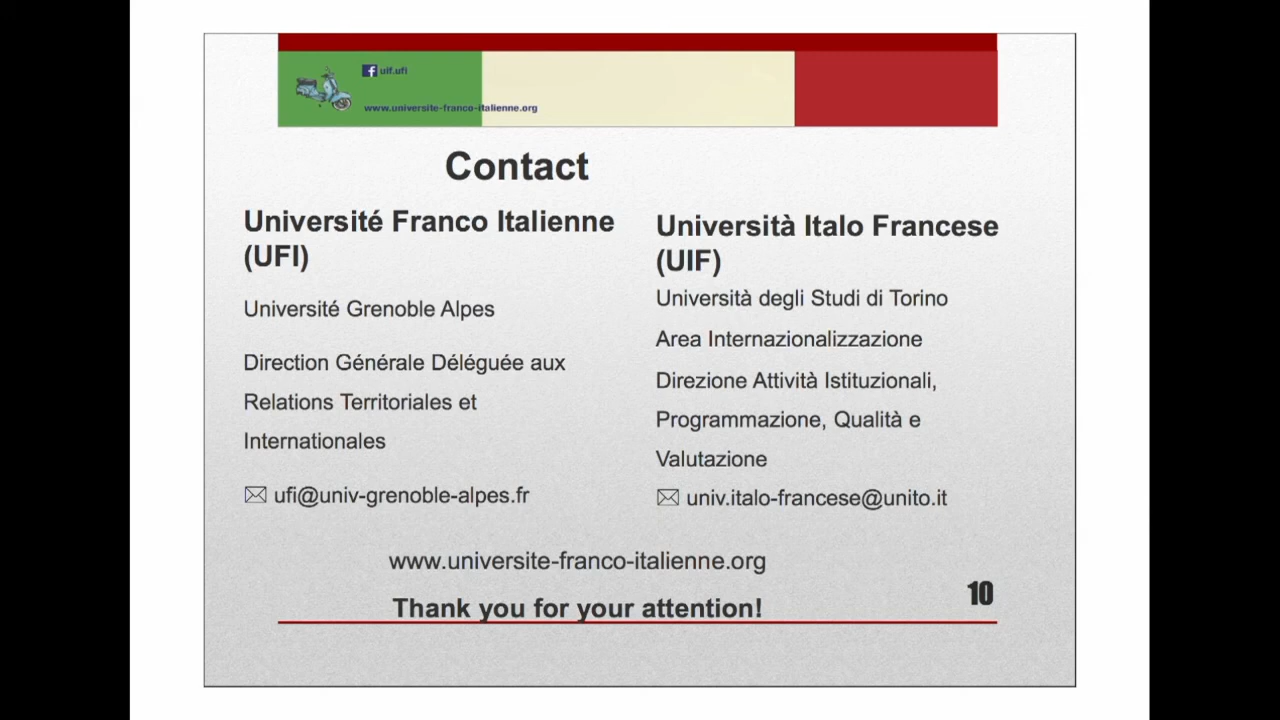 uif.ufi
www.universite-franco-italienne.org
Contact
Université Franco Italienne
(UFI)
Université Grenoble Alpes
Direction Générale Déléguée aux
Relations Territoriales et
Internationales
ufi@univ-grenoble-alpes.fr
Università Italo Francese
(UIF)
Università degli Studi di Torino
Area Internazionalizzazione
Direzione Attività Istituzionali,
Programmazione, Qualità e
Valutazione
univ.italo-francese@unito.it
www.universite-franco-italienne.org
Thank you for your attention!
10